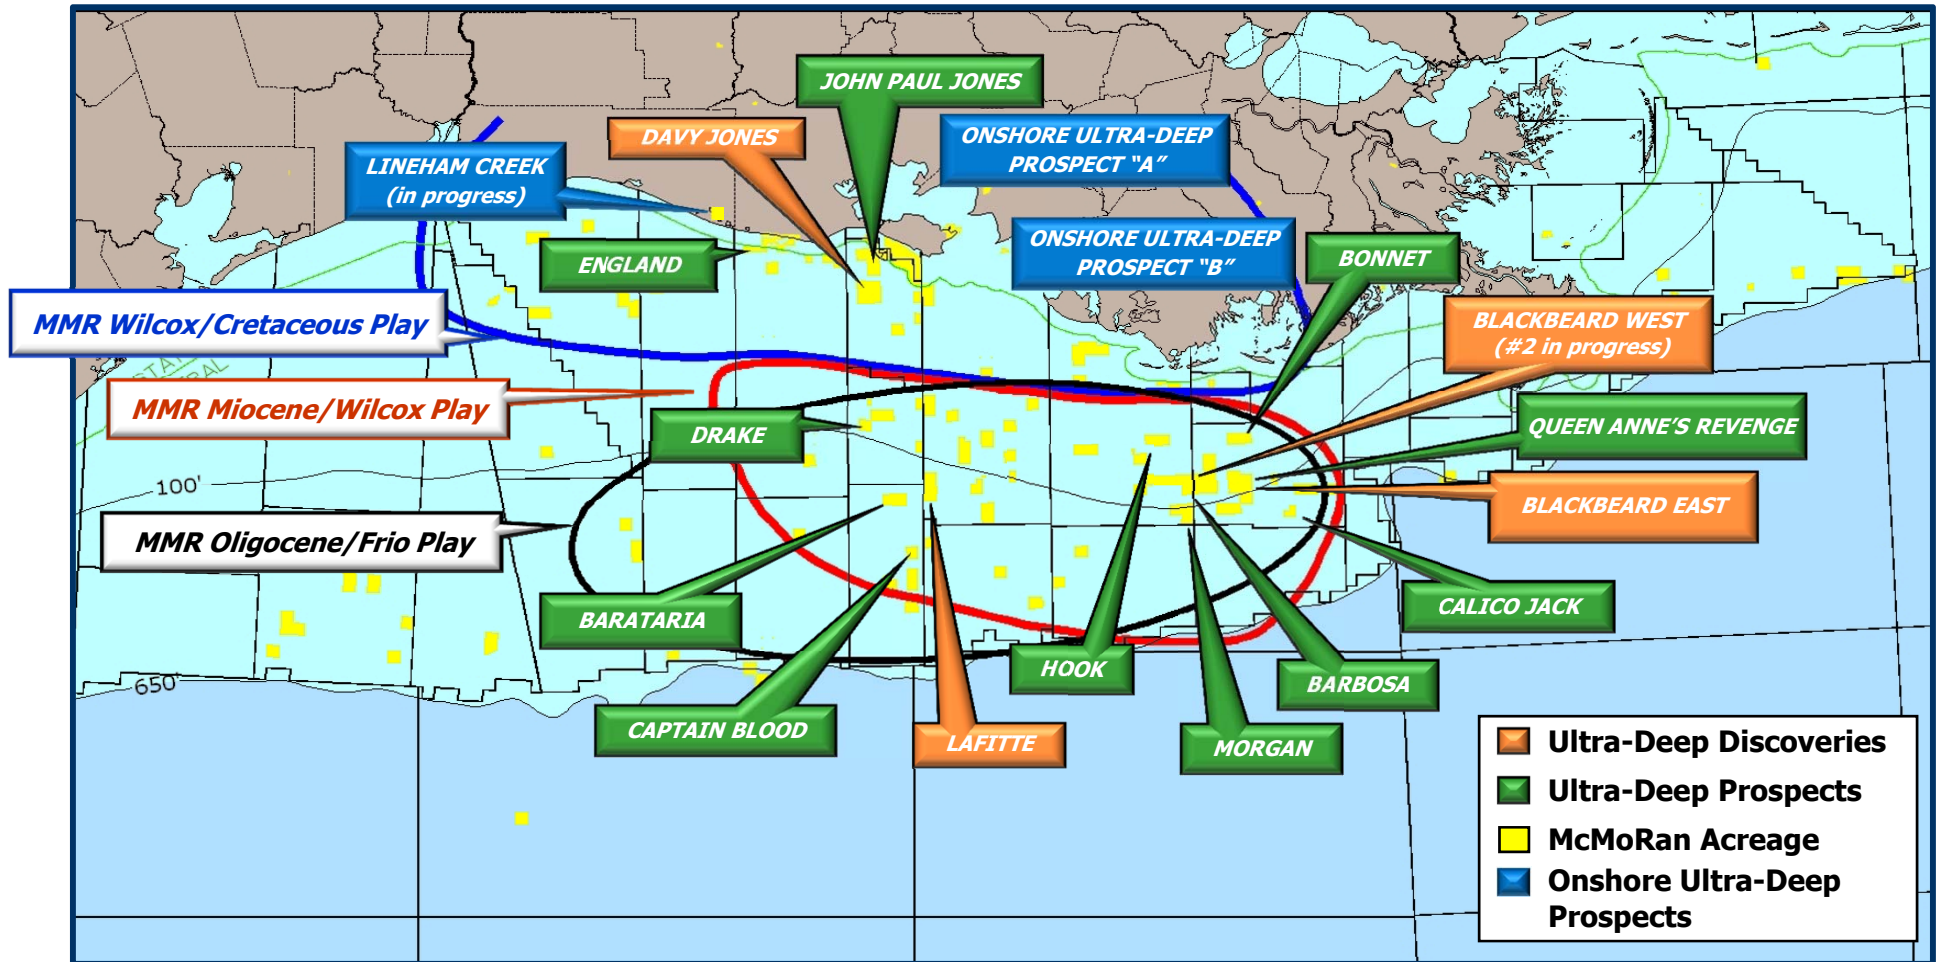 JOHN PAUL JONES
DAVY JONES
ONSHORE ULTRA-DEEP
PROSPECT “A”
LINEHAM CREEK
(in progress)
ENGLAND
ONSHORE ULTRA-DEEP
PROSPECT “B”
BONNET
MMR Wilcox/Cretaceous Play
BLACKBEARD WEST
(#2 in progress)
MMR Miocene/Wilcox Play
DRAKE
QUEEN ANNE’S REVENGE
100'
BLACKBEARD EAST
MMR Oligocene/Frio Play
BARATARIA
CALICO JACK
HOOK
BARBOSA
650'
CAPTAIN BLOOD
LAFITTE
MORGAN
Ultra-Deep Discoveries
Ultra-Deep Prospects
McMoRan Acreage
Onshore Ultra-Deep
Prospects